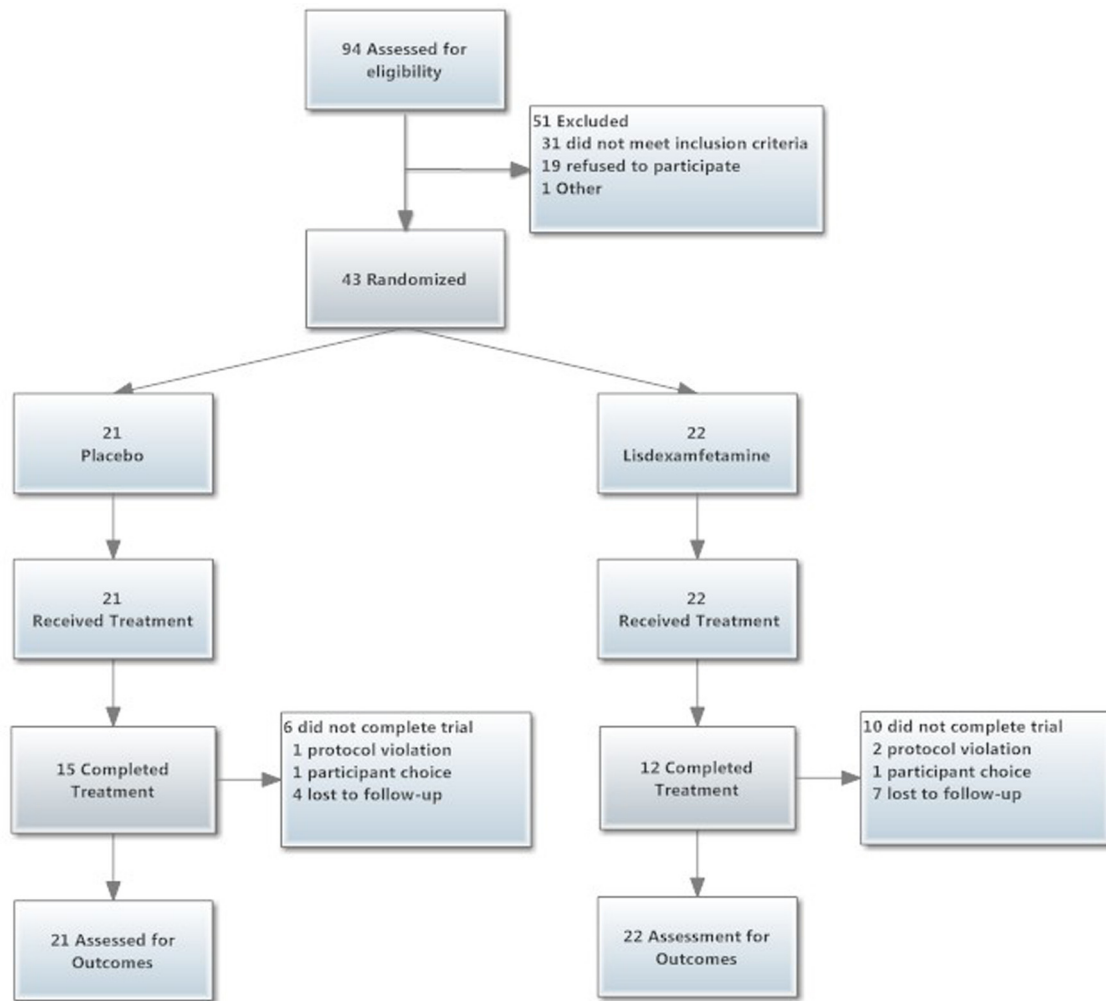 94 Assessed for
eligibility
51 Excluded
31 did not meet inclusion criteria
19 refused to participate
1 Other
43 Randomized
21
Placebo
22
Lisdexamfetamine
21
Received Treatment
22
Received Treatment
15 Completed
Treatment
6 did not complete trial
1 protocol violation
1 participant choice
4 lost to follow-up
12 Completed
Treatment
10 did not complete trial
2 protocol violation
1 participant choice
7 lost to follow-up
21 Assessed for
Outcomes
22 Assessment for
Outcomes